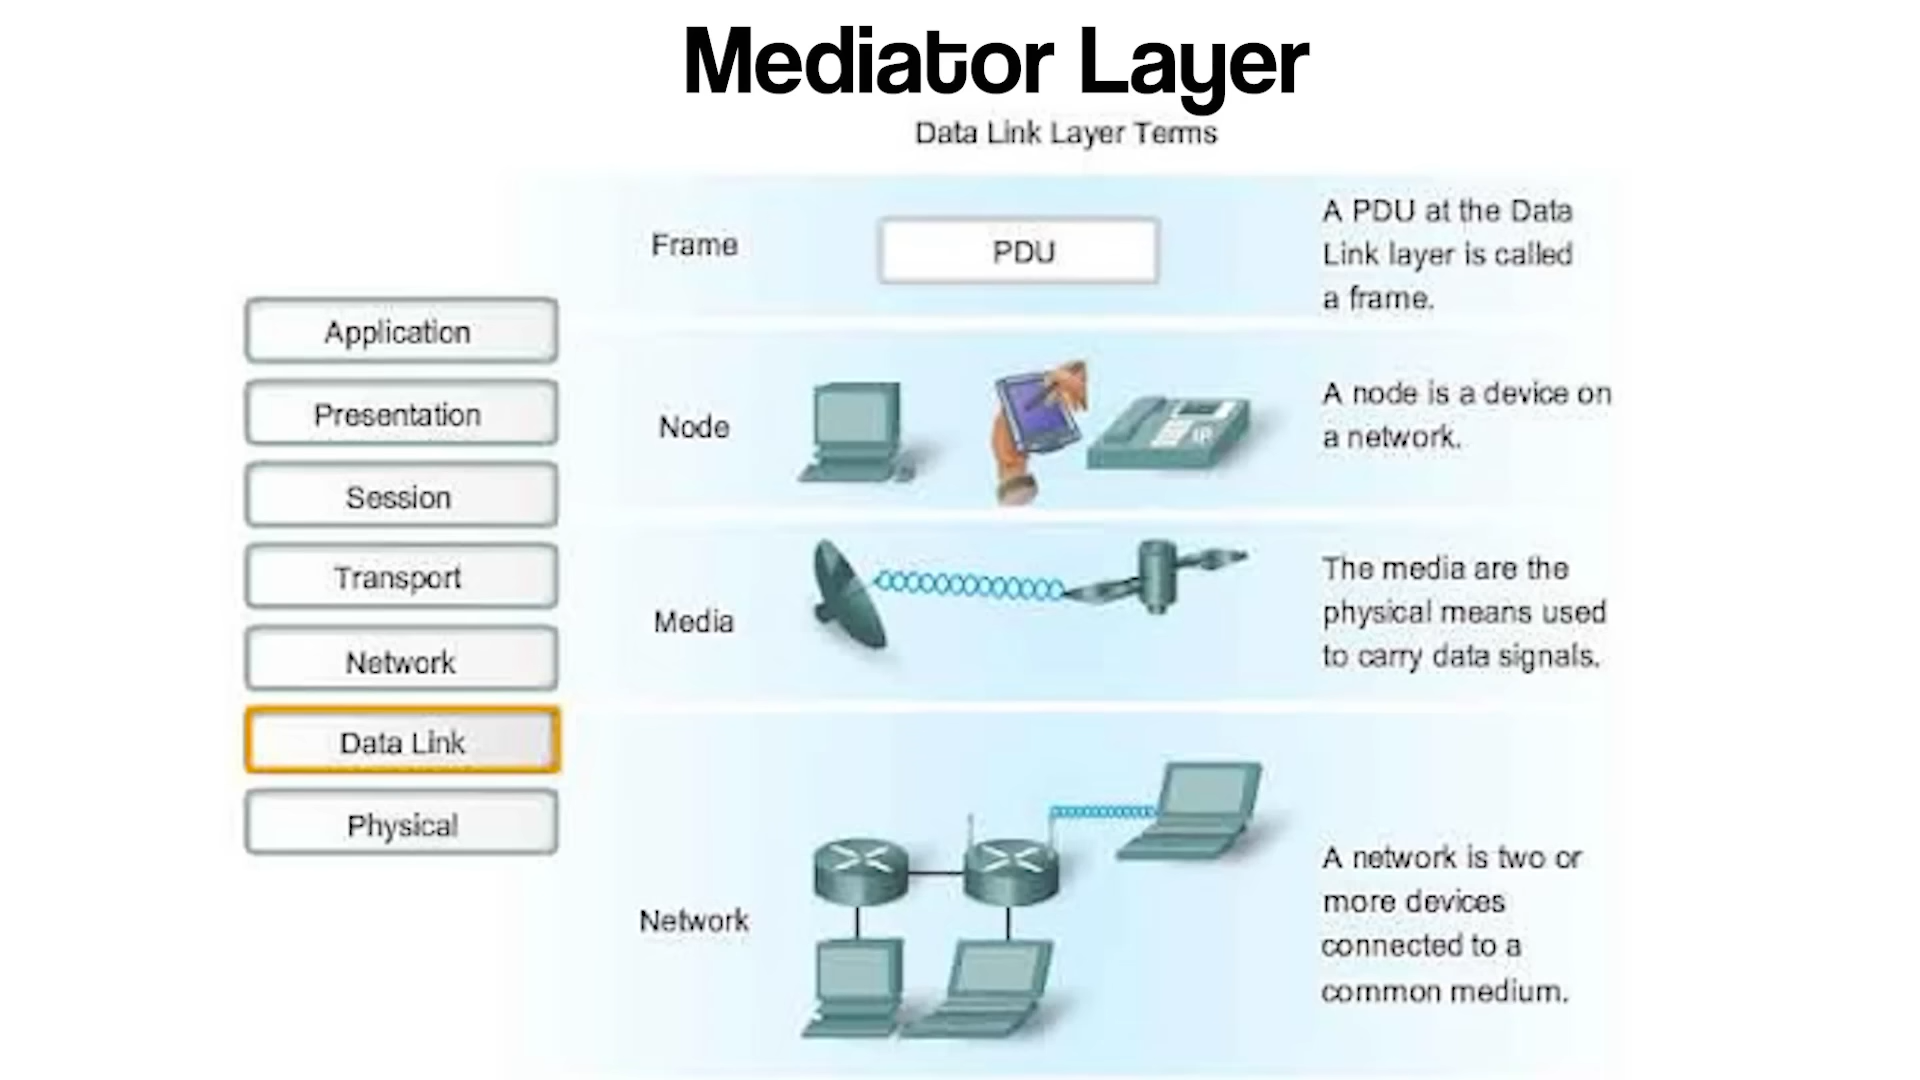 Mediator Layer
Data Link Layer Terms
Application
Presentation
Session
Transport
Network
Data Link
Physical
Frame
PDU
A PDU at the Data
Link layer is called
a frame.
Node
IP
A node is a device on
a network.
Media
The media are the
physical means used
to carry data signals.
Network
A network is two or
more devices
connected to a
common medium.